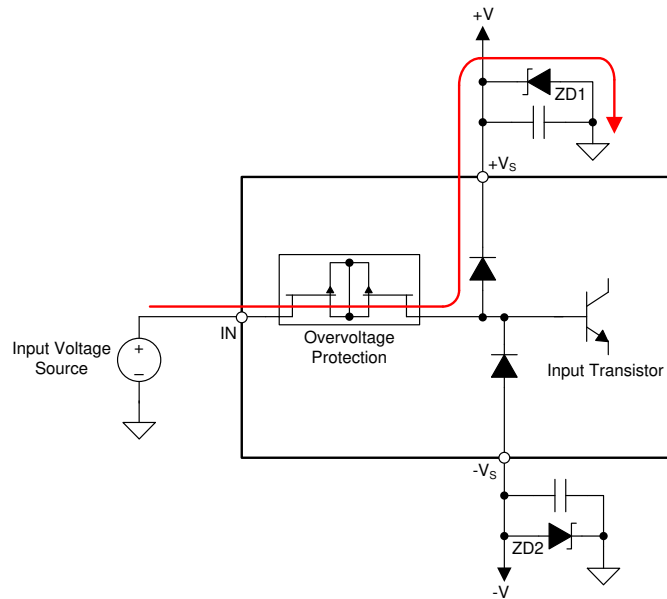 +V
ZD1
+VS
IN
Overvoltage
Protection
Input Voltage
Source
+
–
Input Transistor
-VS
ZD2
-V